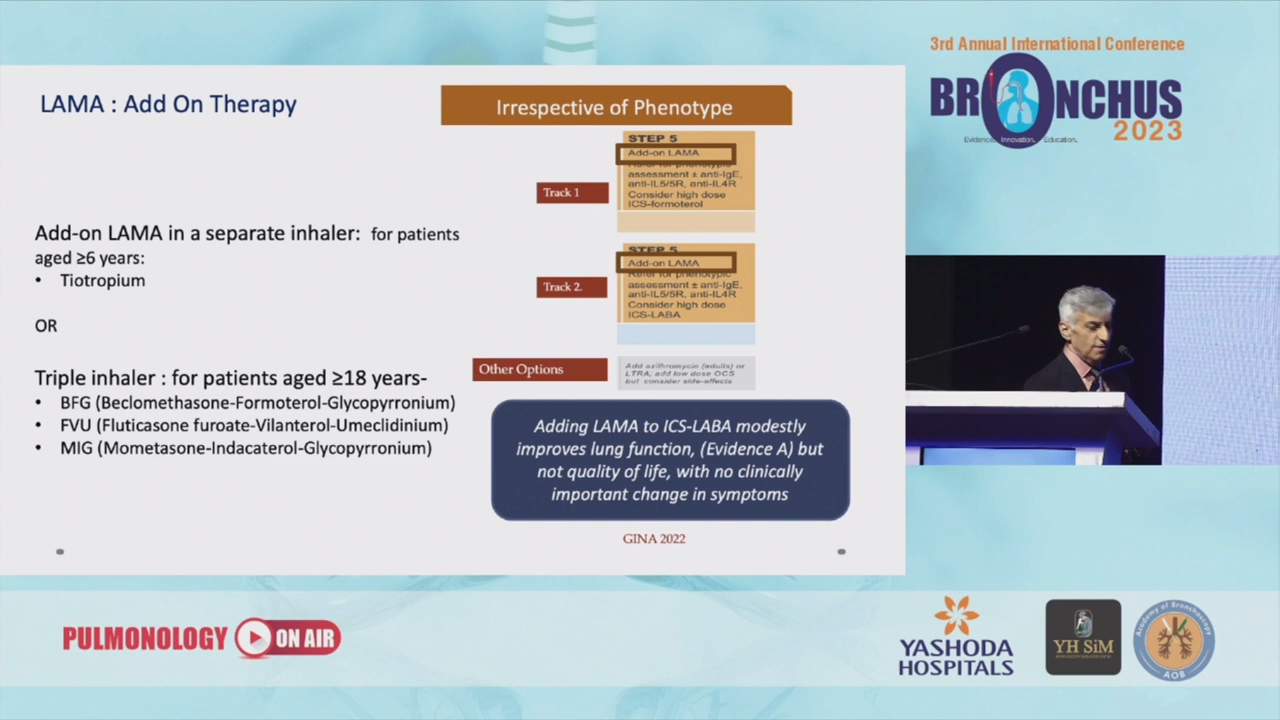 3rd Annual International Conference
BRONCHUS
2023
Evidence. Innovation. Education.
LAMA : Add On Therapy
Add-on LAMA in a separate inhaler: for patients
aged ≥6 years:
• Tiotropium
OR
Triple inhaler : for patients aged ≥18 years-
• BFG (Beclomethasone-Formoterol-Glycopyrronium)
• FVU (Fluticasone furoate-Vilanterol-Umeclidinium)
• MIG (Mometasone-Indacaterol-Glycopyrronium)
Irrespective of Phenotype
Track 1
STEP 5
Add-on LAMA
Refer for phenotypic
assessment ± anti-IgE,
anti-IL5/5R, anti-IL4R
Consider high dose
ICS-formoterol
Track 2.
STEP 5
Add-on LAMA
Refer for phenotypic
assessment ± anti-IgE,
anti-IL5/5R, anti-IL4R
Consider high dose
ICS-LABA
Other Options
Add azithromycin (adults) or
LTRA, add low dose OCS
but consider side-effects
Adding LAMA to ICS-LABA modestly
improves lung function, (Evidence A) but
not quality of life, with no clinically
important change in symptoms
GINA 2022
PULMONOLOGY ON AIR
YASHODA
HOSPITALS
YH SiM
Academy of Bronchoscopy
AOB